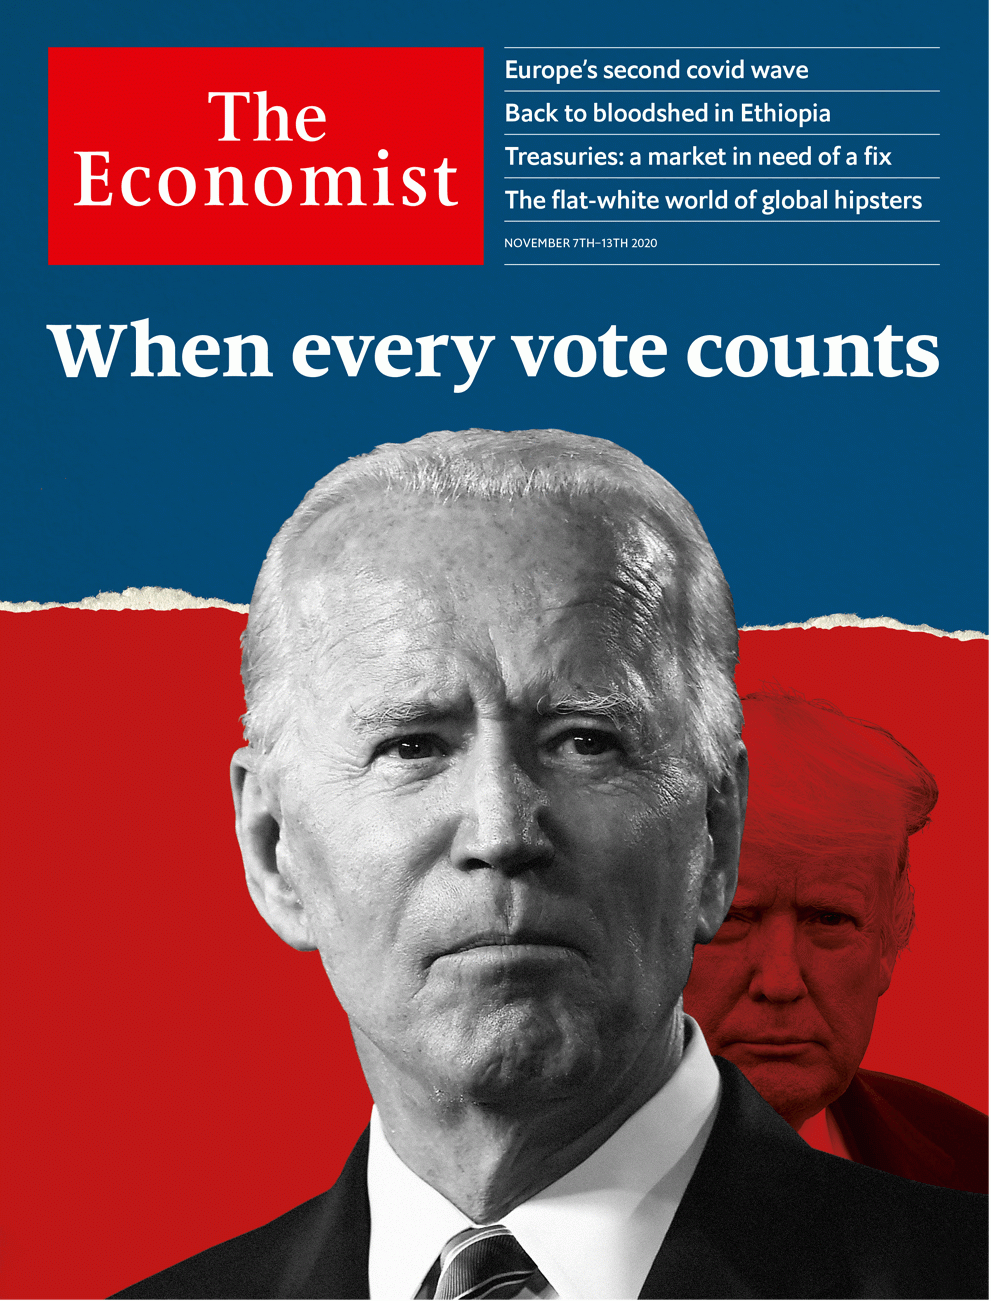 The
Economist
Europe’s second covid wave
Back to bloodshed in Ethiopia
Treasuries: a market in need of a fix
The flat-white world of global hipsters
NOVEMBER 7TH–13TH 2020
When every vote counts